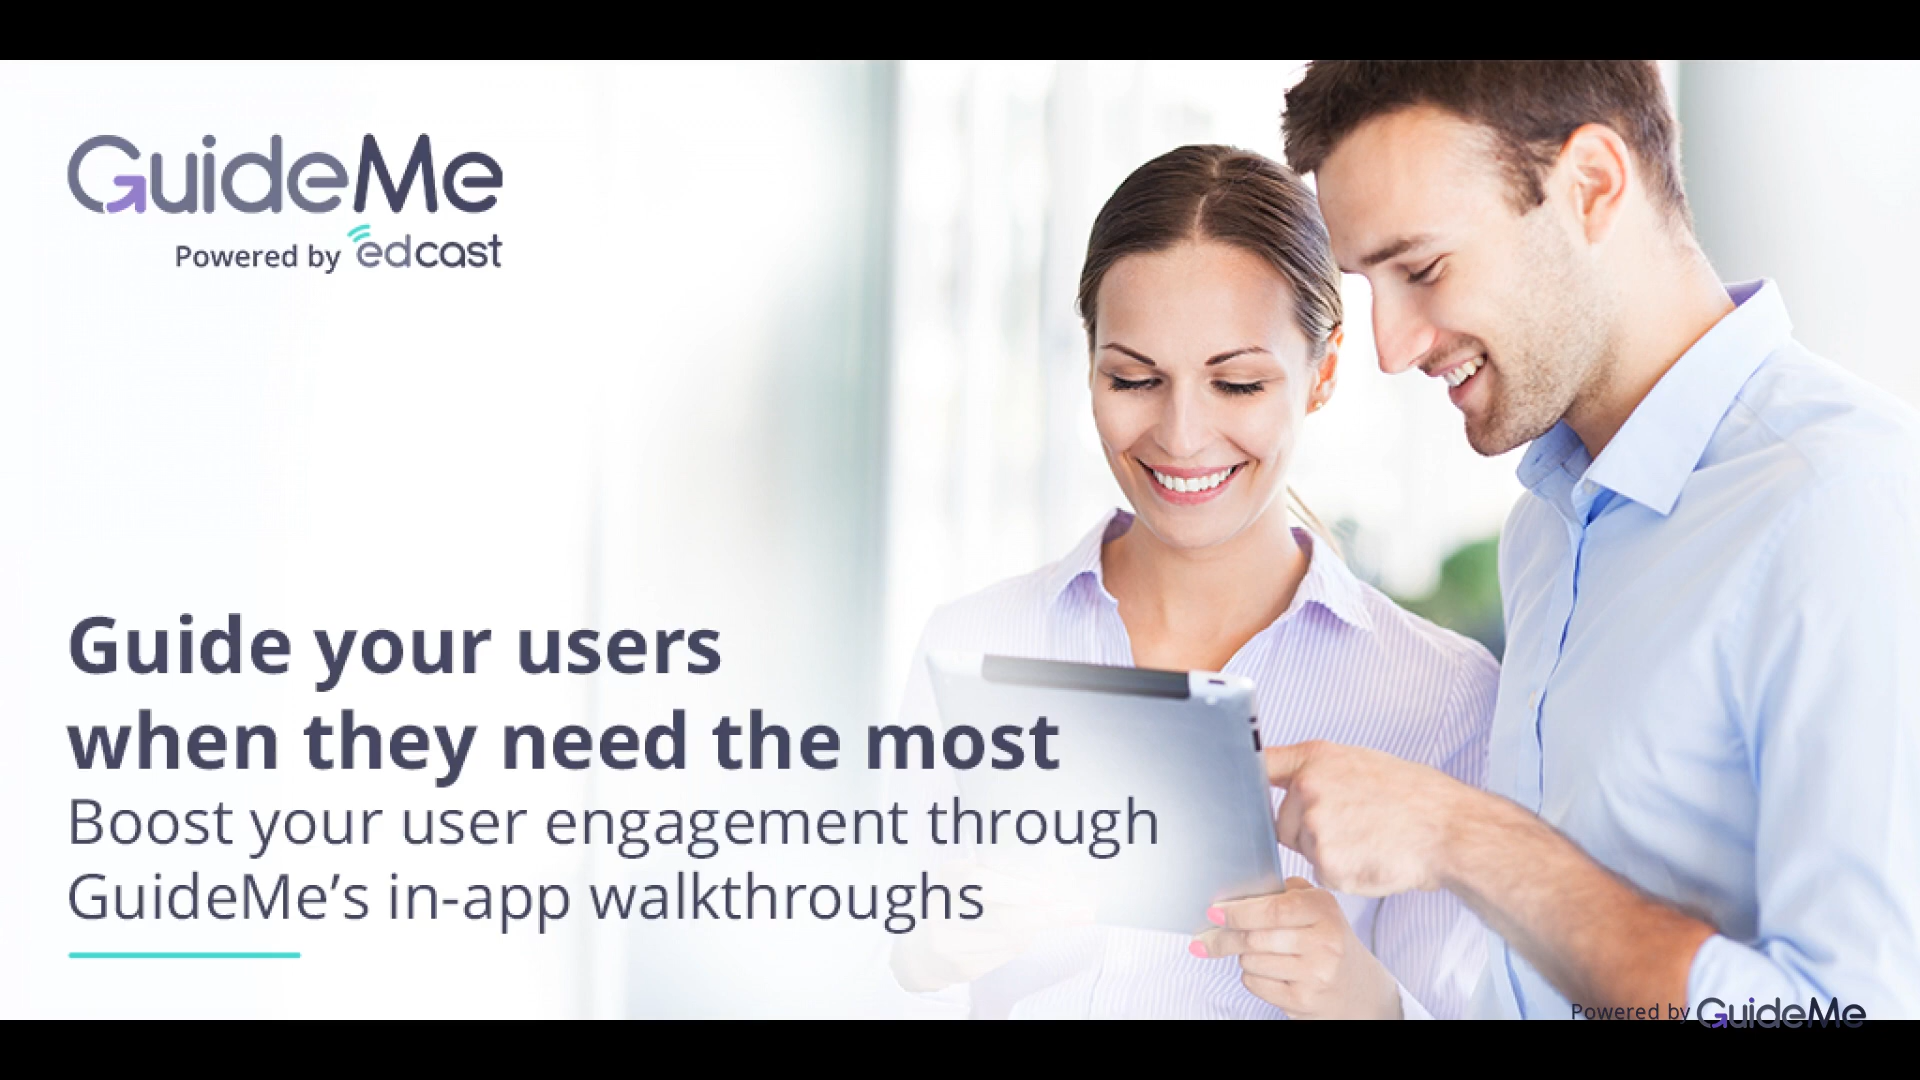 GuideMe
Powered by edcast
Guide your users
when they need the most
Boost your user engagement through
GuideMe’s in-app walkthroughs
Powered by GuideMe